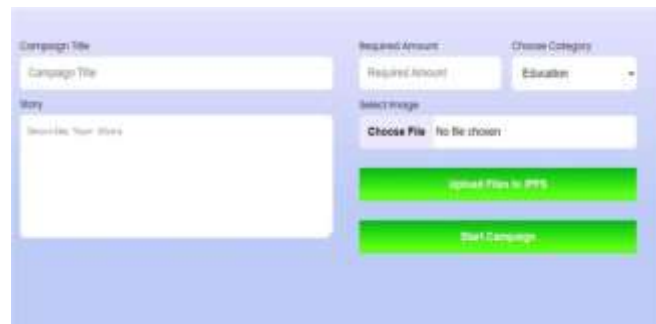 Campaign Title
Campaign Title
Story
Describe Your Story
Required Amount
Choose Category
Required Amount
Education
Select Image
Choose File No file chosen
Upload Files to IPFS
Start Campaign